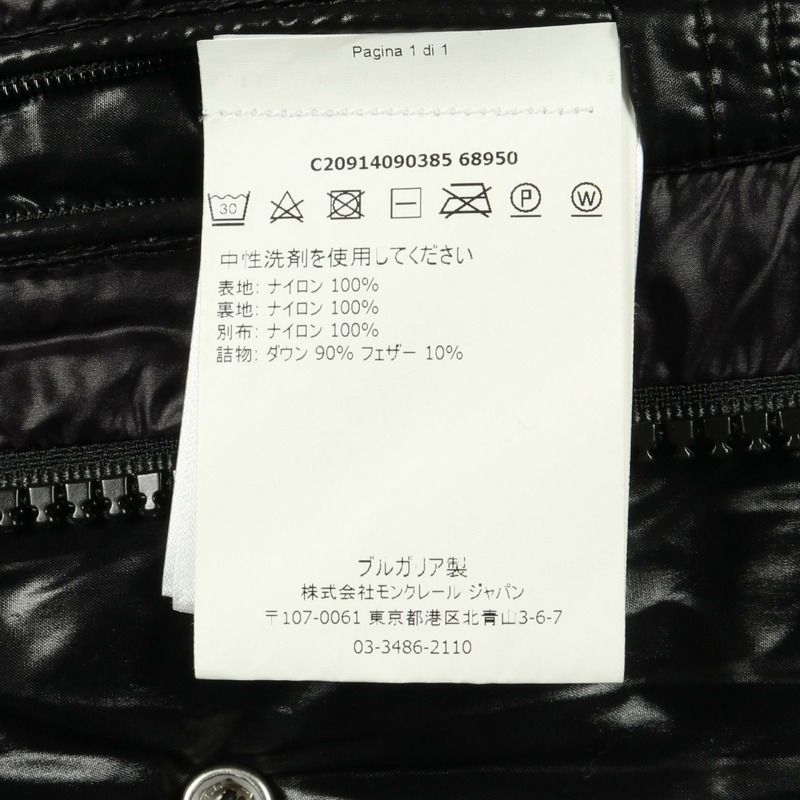 Pagina 1 di 1
C20914090385 68950
30 P W
中性洗剤を使用してください
表地: ナイロン 100%
裏地: ナイロン 100%
別布: ナイロン 100%
詰物: ダウン 90% フェザー 10%
ブルガリア製
株式会社モンクレール ジャパン
〒107-0061 東京都港区北青山3-6-7
03-3486-2110